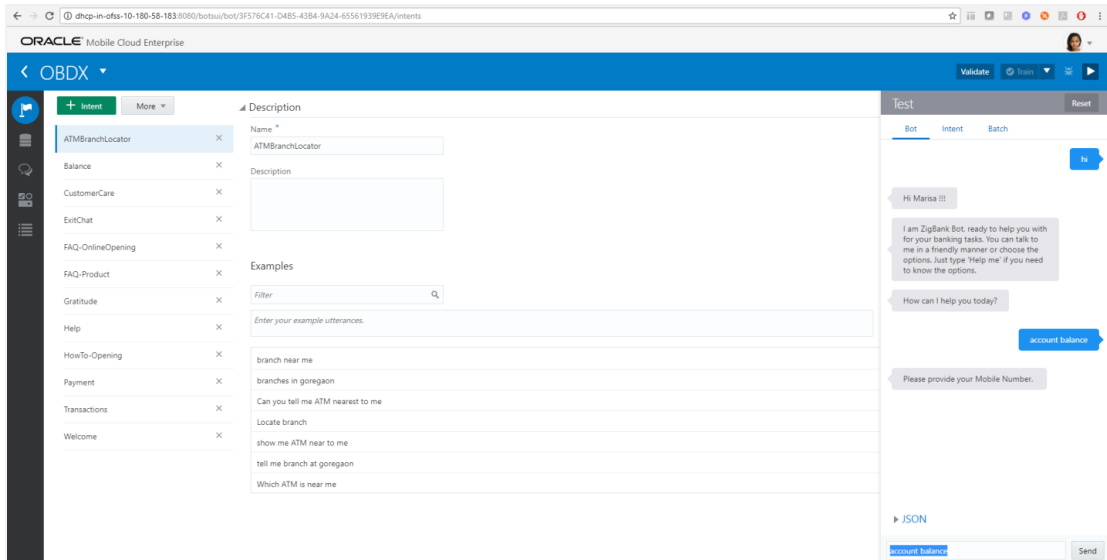 dhcp-in-ofss-10-180-58-183:8080/botsui/bot/3F576C41-D4B5-43B4-9A24-65561939E9EA/intents
ORACLE Mobile Cloud Enterprise
OBDX
Validate
Train
+ Intent
More
ATMBranchLocator
Balance
CustomerCare
ExitChat
FAQ-OnlineOpening
FAQ-Product
Gratitude
Help
HowTo-Opening
Payment
Transactions
Welcome
Description
Name *
ATMBranchLocator
Description
Examples
Filter
Enter your example utterances.
branch near me
branches in goregaon
Can you tell me ATM nearest to me
Locate branch
show me ATM near to me
tell me branch at goregaon
Which ATM is near me
Test
Reset
Bot Intent Batch
hi
Hi Marisa !!!
I am ZigBank Bot, ready to help you with
for your banking tasks. You can talk to
me in a friendly manner or choose the
options. Just type 'Help me' if you need
to know the options.
How can I help you today?
account balance
Please provide your Mobile Number.
JSON
account balance
Send